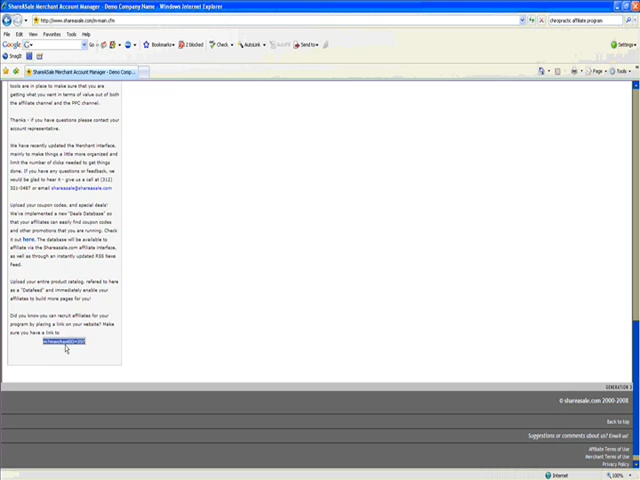 ShareASale Merchant Account Manager - Demo Company Name - Windows Internet Explorer
http://www.shareasale.com/m-main.cfm
chiropractic affiliate program
File Edit View Favorites Tools Help
Google Go Bookmarks 2 blocked Check AutoLink AutoFill Send to Settings
SnagIt
ShareASale Merchant Account Manager - Demo Comp... Page Tools
tools are in place to make sure that you are
getting what you want in terms of value out of both
the affiliate channel and the PPC channel.
Thanks - if you have questions please contact your
account representative.
We have recently updated the Merchant interface,
mainly to make things a little more organized and
limit the number of clicks needed to get things
done. If you have any questions or feedback, we
would be glad to hear it - give us a call at (312)
321-0487 or email shareasale@shareasale.com
Upload your coupon codes, and special deals!
We've implemented a new "Deals Database" so
that your affiliates can easily find coupon codes
and other promotions that you are running. Check
it out here. The database will be available to
affiliate via the Shareasale.com affiliate interface,
as well as through an instantly updated RSS News
Feed.
Upload your entire product catalog, refered to here
as a "Datafeed" and immediately enable your
affiliates to build more pages for you!
Did you know you can recruit affiliates for your
program by placing a link on your website? Make
sure you have a link to
GENERATION 3
© shareasale.com 2000-2008
Back to top
Suggestions or comments about us? Email us!
Affiliate Terms of Use
Merchant Terms of Use
Privacy Policy
Internet 100%